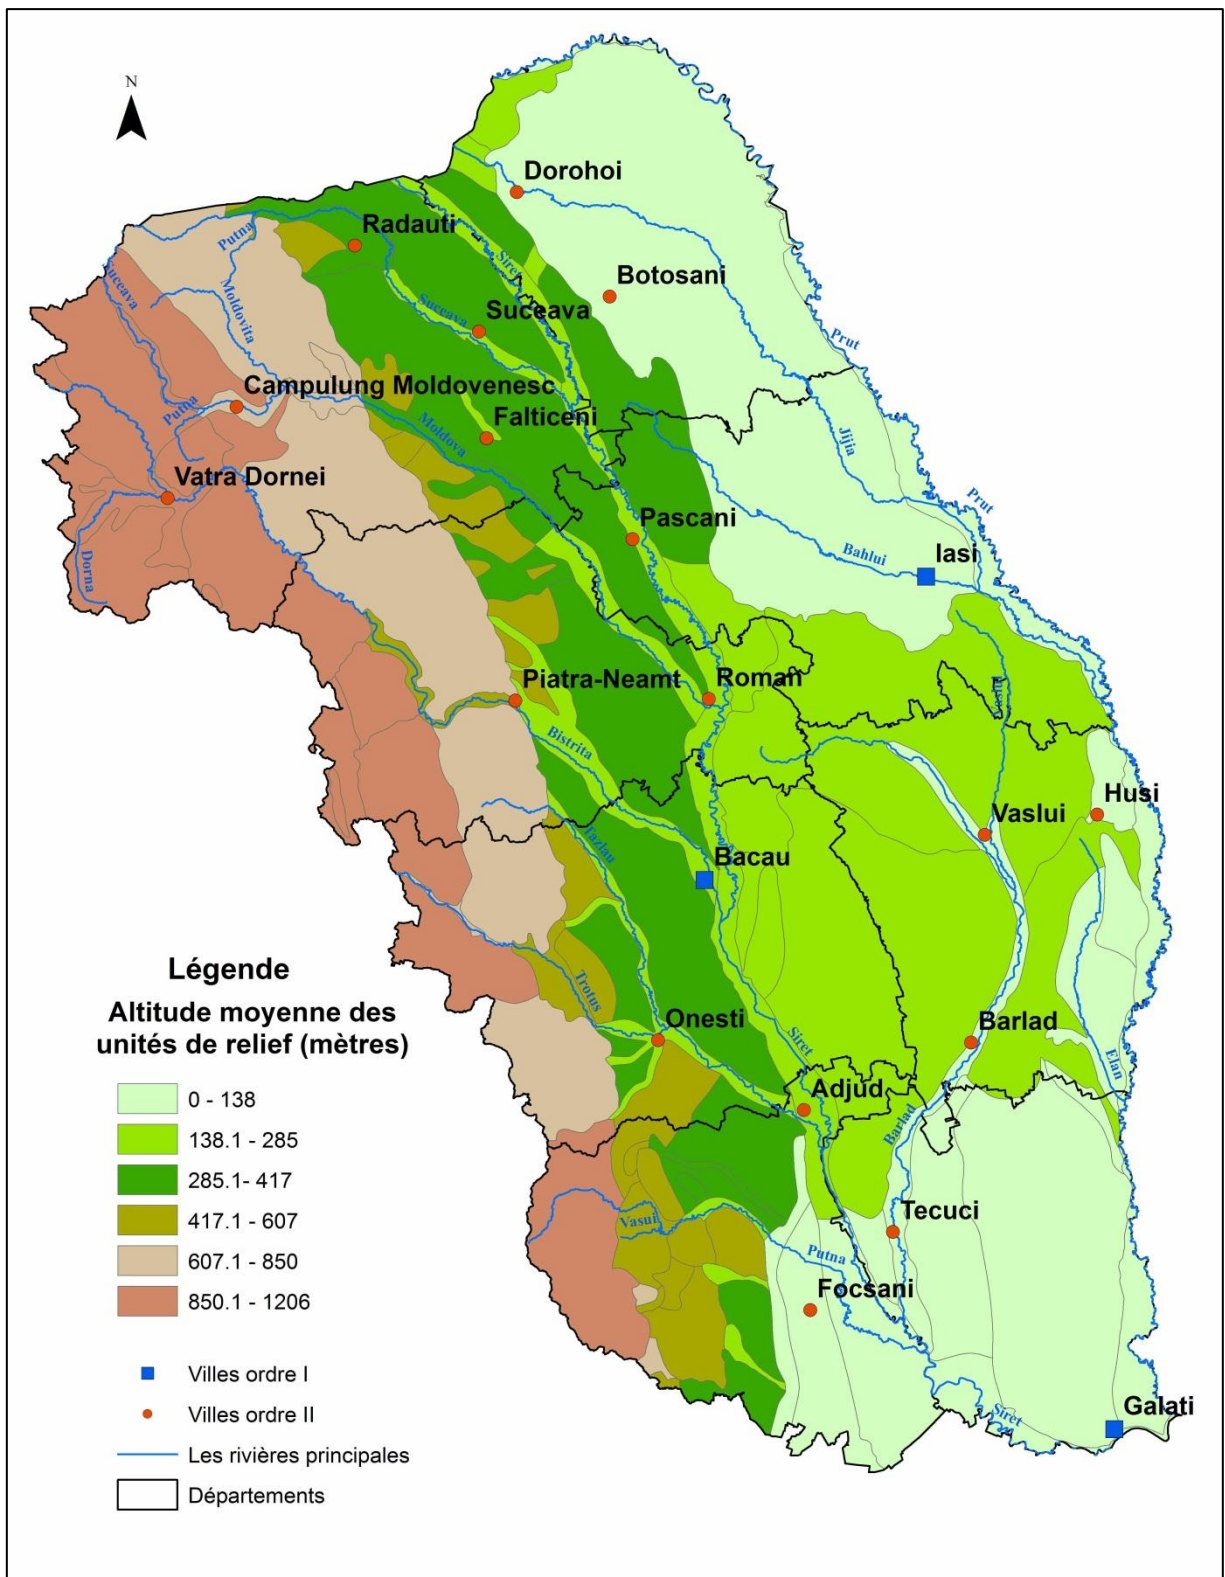 N
Dorohoi
Radauti
Putna
Siret
Botosani
Suceava
Moldovita
Suceava
Suceava
Prut
Campulung Moldovenesc
Putna
Falticeni
Moldova
Jijia
Vatra Dornei
Prut
Pascani
Iasi
Bahlui
Dorna
Piatra-Neamt
Roman
Vaslui
Bistrita
Husi
Vaslui
Tazlau
Bacau
Légende
Altitude moyenne des
unités de relief (mètres)
Trotus
Onesti
Siret
Barlad
Elan
Adjud
Barlad
0 - 138
138.1 - 285
285.1- 417
417.1 - 607
607.1 - 850
850.1 - 1206
Vasui
Tecuci
Putna
Focsani
Villes ordre I
Villes ordre II
Les rivières principales
Départements
Siret
Galati